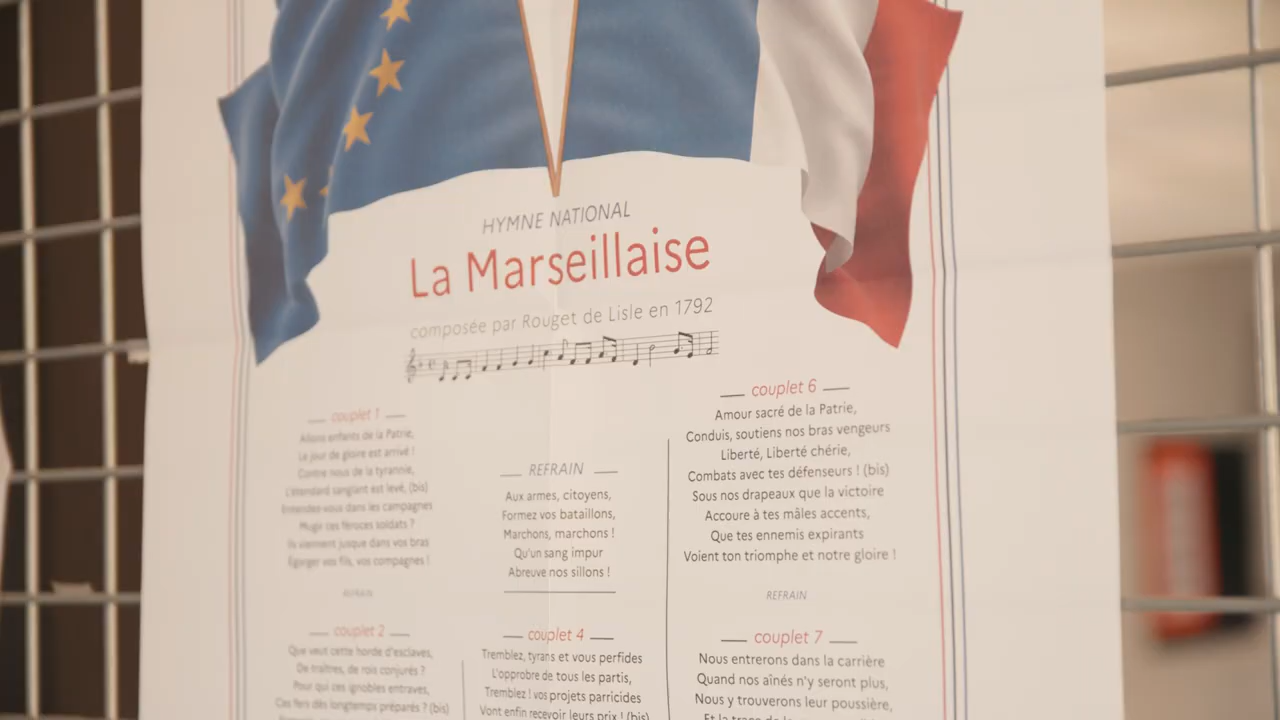 HYMNE NATIONAL
La Marseillaise
composée par Rouget de Lisle en 1792
couplet 1
Allons enfants de la Patrie,
Le jour de gloire est arrivé !
Contre nous de la tyrannie,
L'étendard sanglant est levé, (bis)
Entendez-vous dans les campagnes
Mugir ces féroces soldats ?
Ils viennent jusque dans vos bras
Égorger vos fils, vos compagnes !
REFRAIN
couplet 2
Que veut cette horde d'esclaves,
De traîtres, de rois conjurés ?
Pour qui ces ignobles entraves,
Ces fers dès longtemps préparés ? (bis)
REFRAIN
Aux armes, citoyens,
Formez vos bataillons,
Marchons, marchons !
Qu'un sang impur
Abreuve nos sillons !
couplet 4
Tremblez, tyrans et vous perfides
L'opprobre de tous les partis,
Tremblez ! vos projets parricides
Vont enfin recevoir leurs prix ! (bis)
couplet 6
Amour sacré de la Patrie,
Conduis, soutiens nos bras vengeurs
Liberté, Liberté chérie,
Combats avec tes défenseurs ! (bis)
Sous nos drapeaux que la victoire
Accoure à tes mâles accents,
Que tes ennemis expirants
Voient ton triomphe et notre gloire !
REFRAIN
couplet 7
Nous entrerons dans la carrière
Quand nos aînés n'y seront plus,
Nous y trouverons leur poussière,
Et la trace de